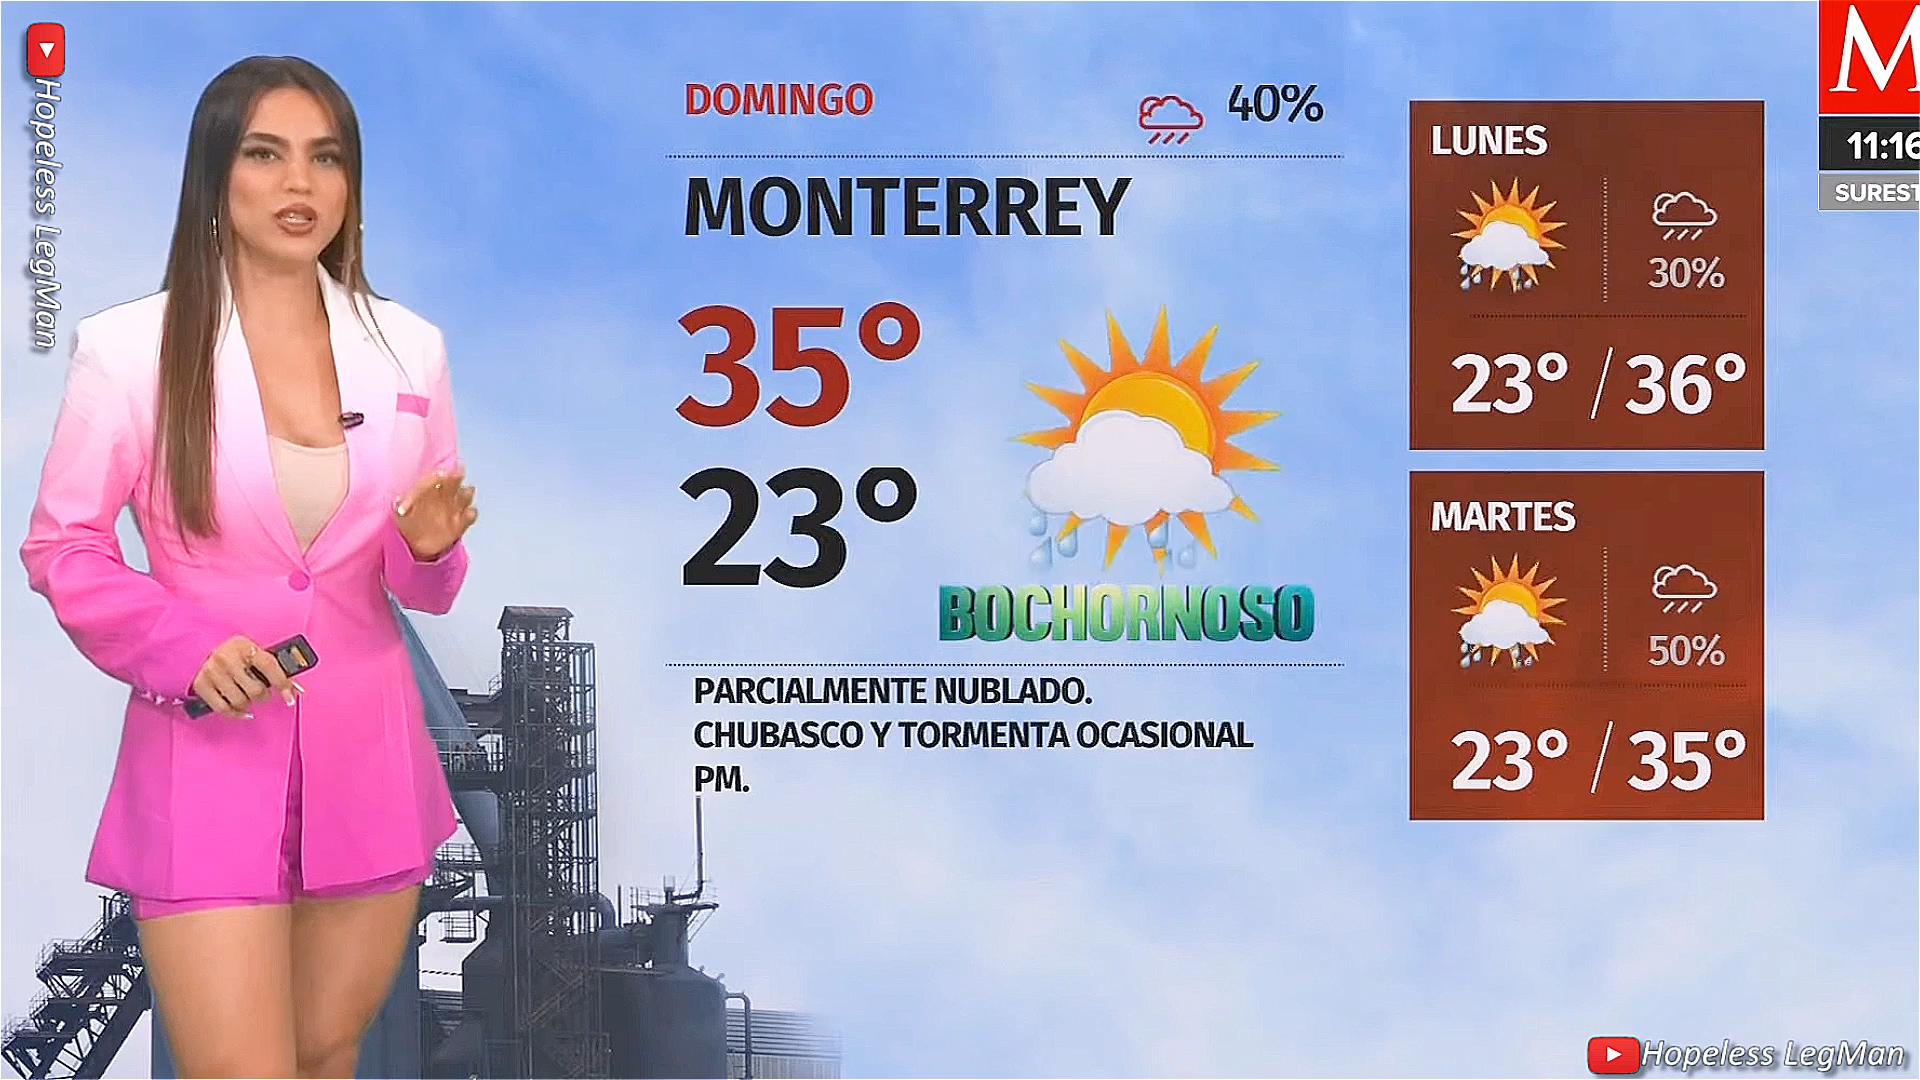 Hopeless LegMan
DOMINGO
40%
MONTERREY
35°
23°
BOCHORNOSO
PARCIALMENTE NUBLADO.
CHUBASCO Y TORMENTA OCASIONAL
PM.
LUNES
30%
23° / 36°
MARTES
50%
23° / 35°
M
11:16
SUREST
Hopeless LegMan